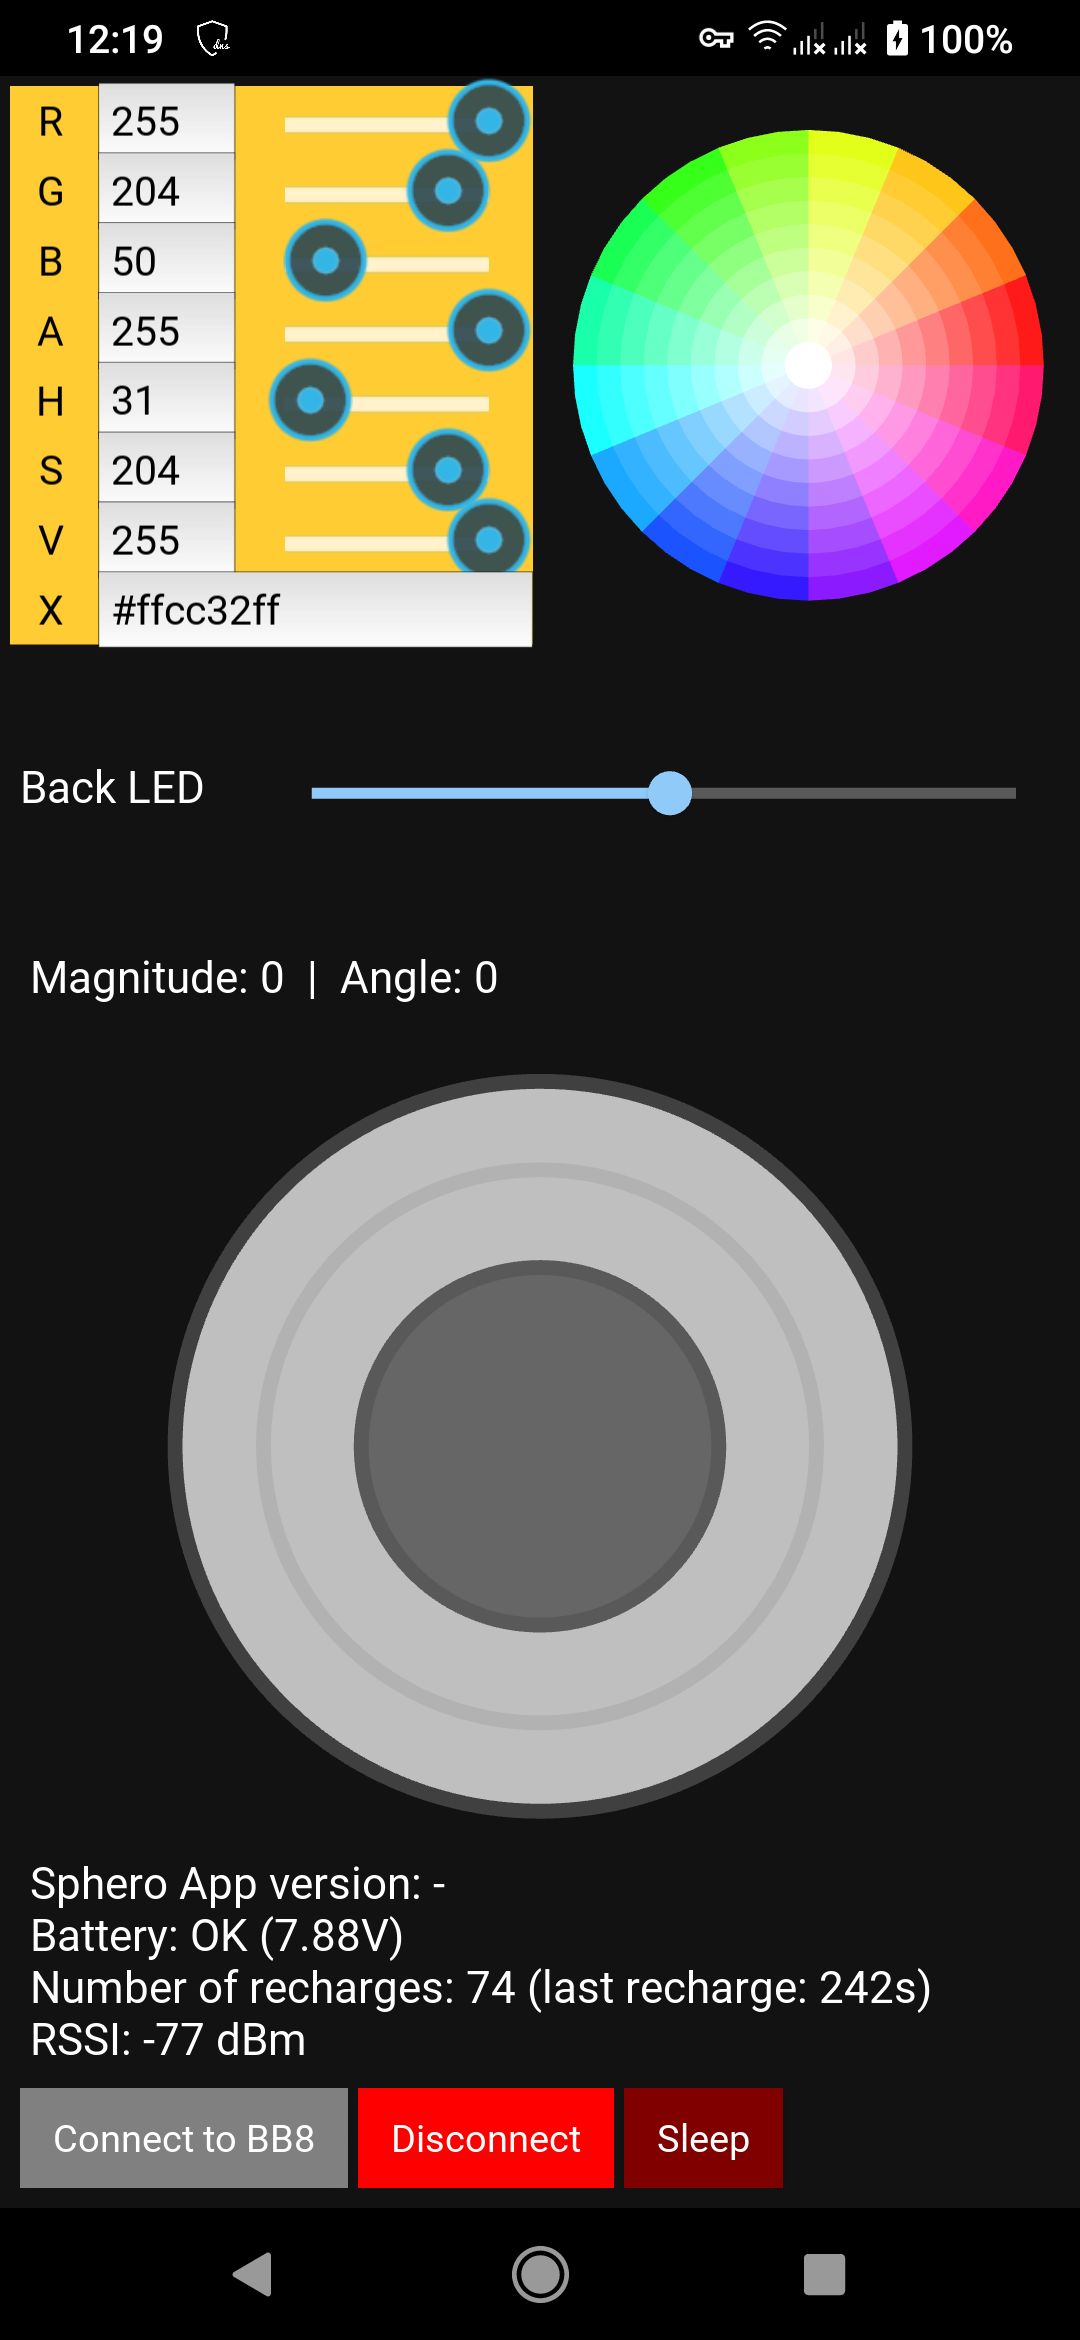 12:19 dns 100%
R 255
G 204
B 50
A 255
H 31
S 204
V 255
X #ffcc32ff
Back LED
Magnitude: 0 | Angle: 0
Sphero App version: -
Battery: OK (7.88V)
Number of recharges: 74 (last recharge: 242s)
RSSI: -77 dBm
Connect to BB8 Disconnect Sleep